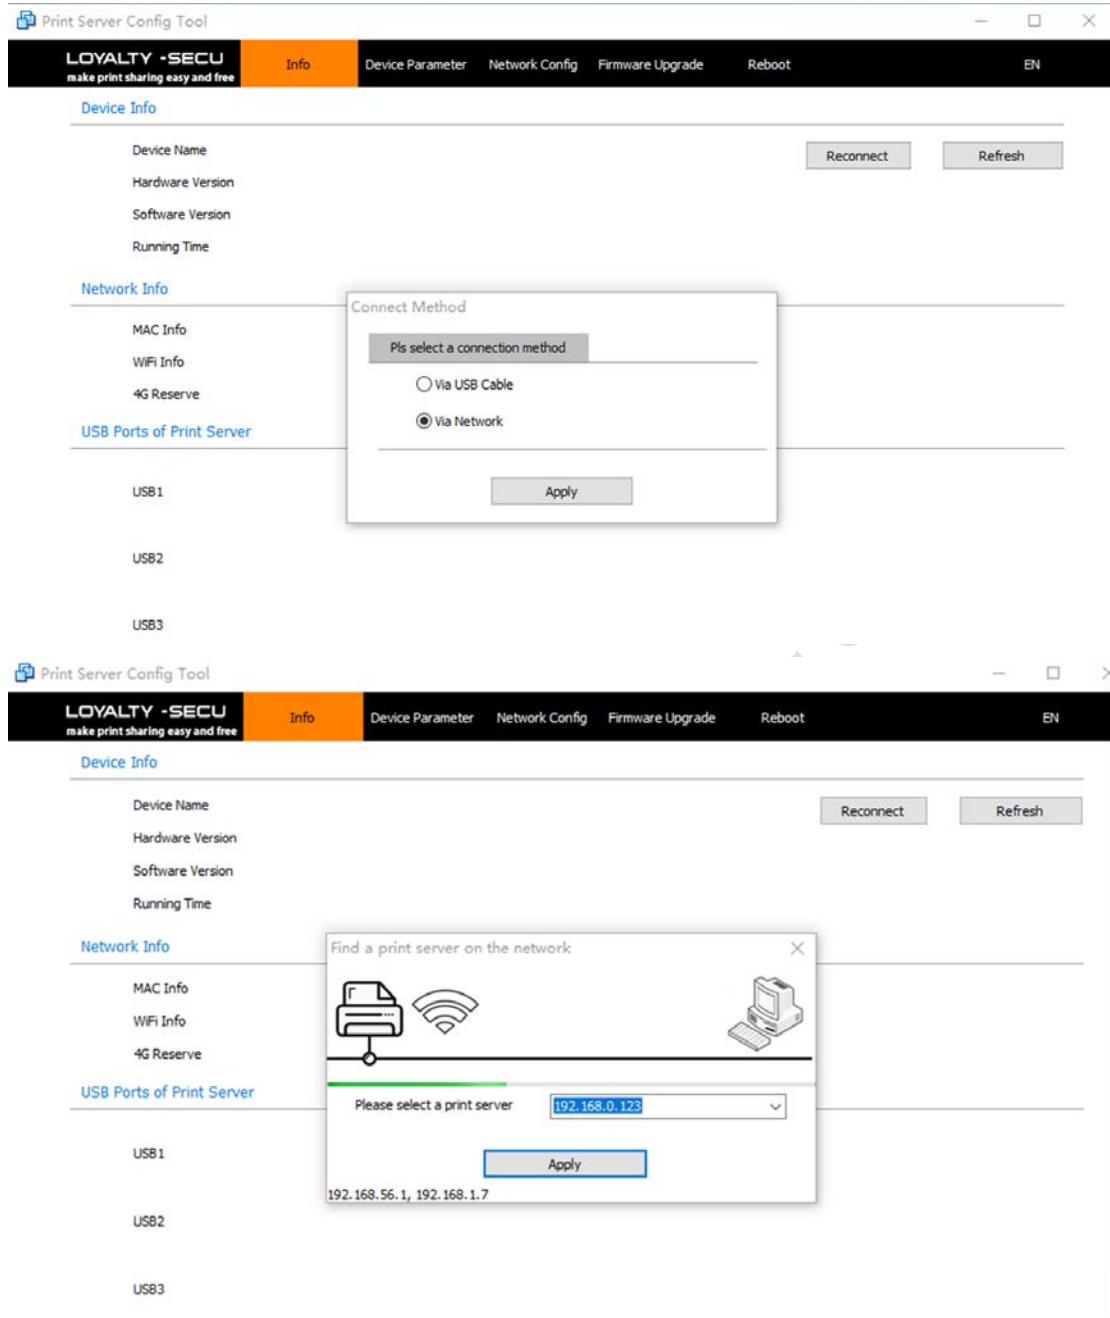 Print Server Config Tool
LOYALTY -SECU
make print sharing easy and free
Info Device Parameter Network Config Firmware Upgrade Reboot EN
Device Info
Device Name
Reconnect Refresh
Hardware Version
Software Version
Running Time
Network Info
Connect Method
MAC Info
Pls select a connection method
WiFi Info
Via USB Cable
4G Reserve
Via Network
USB Ports of Print Server
USB1
Apply
USB2
USB3
Print Server Config Tool
LOYALTY -SECU
make print sharing easy and free
Info Device Parameter Network Config Firmware Upgrade Reboot EN
Device Info
Device Name
Reconnect Refresh
Hardware Version
Software Version
Running Time
Network Info
Find a print server on the network
MAC Info
WiFi Info
4G Reserve
USB Ports of Print Server
Please select a print server 192.168.0.123
USB1
Apply
192.168.56.1, 192.168.1.7
USB2
USB3